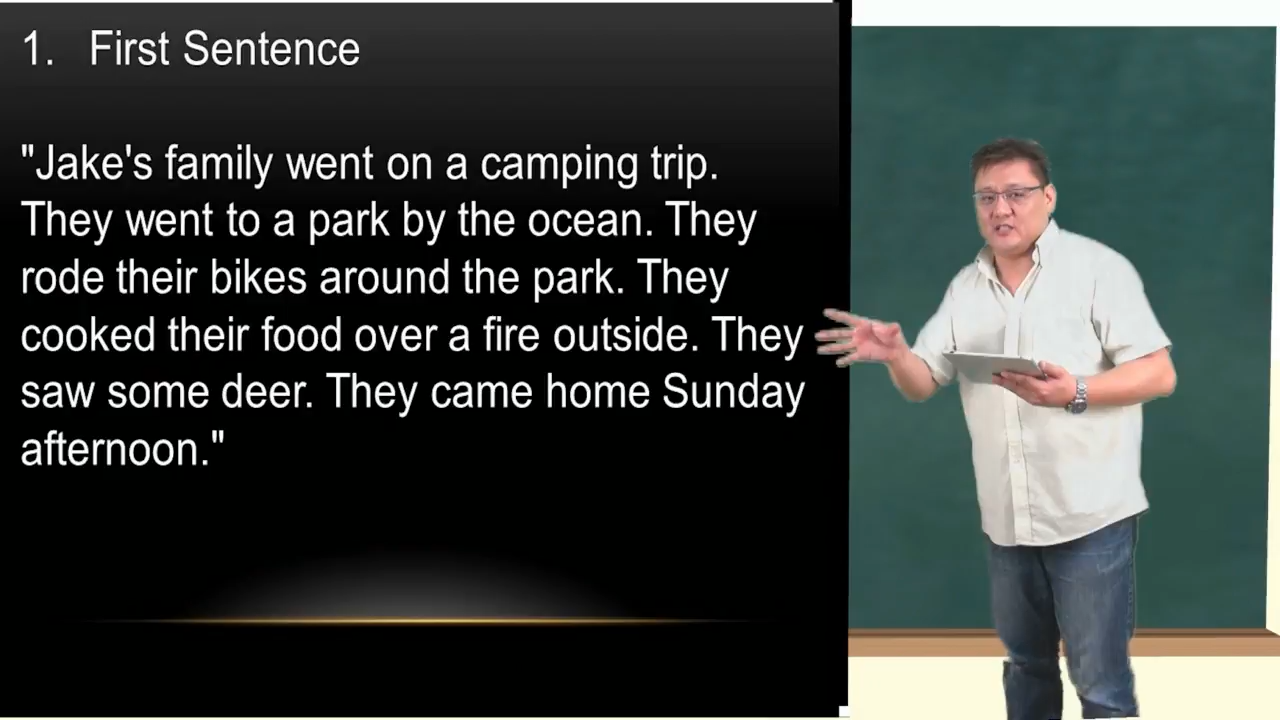 1. First Sentence
"Jake's family went on a camping trip.
They went to a park by the ocean. They
rode their bikes around the park. They
cooked their food over a fire outside. They
saw some deer. They came home Sunday
afternoon."